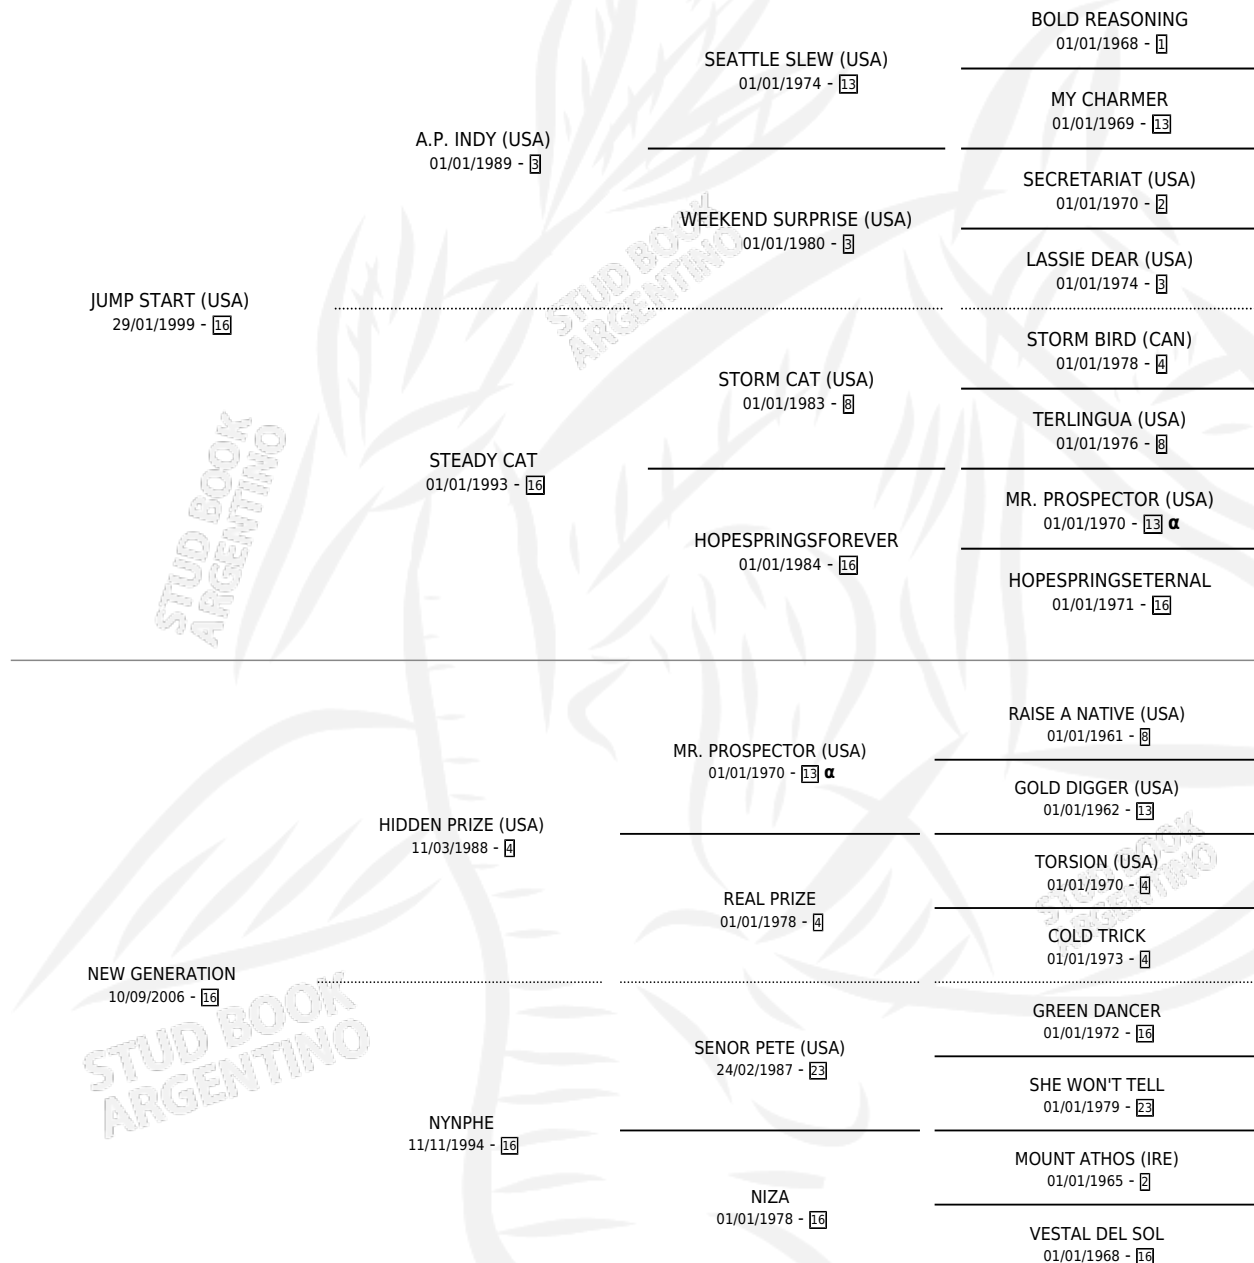 JUMP START (USA)
29/01/1999 - 16
A.P. INDY (USA)
01/01/1989 - 3
SEATTLE SLEW (USA)
01/01/1974 - 13
BOLD REASONING
01/01/1968 - 1
MY CHARMER
01/01/1969 - 13
WEEKEND SURPRISE (USA)
01/01/1980 - 3
SECRETARIAT (USA)
01/01/1970 - 2
LASSIE DEAR (USA)
01/01/1974 - 3
STEADY CAT
01/01/1993 - 16
STORM CAT (USA)
01/01/1983 - 8
STORM BIRD (CAN)
01/01/1978 - 4
TERLINGUA (USA)
01/01/1976 - 8
HOPESPRINGSFOREVER
01/01/1984 - 16
MR. PROSPECTOR (USA)
01/01/1970 - 13 α
HOPESPRINGSETERNAL
01/01/1971 - 16
NEW GENERATION
10/09/2006 - 16
HIDDEN PRIZE (USA)
11/03/1988 - 4
MR. PROSPECTOR (USA)
01/01/1970 - 13 α
RAISE A NATIVE (USA)
01/01/1961 - 8
GOLD DIGGER (USA)
01/01/1962 - 13
REAL PRIZE
01/01/1978 - 4
TORSION (USA)
01/01/1970 - 4
COLD TRICK
01/01/1973 - 4
NYNPHE
11/11/1994 - 16
SENOR PETE (USA)
24/02/1987 - 23
GREEN DANCER
01/01/1972 - 16
SHE WON'T TELL
01/01/1979 - 23
NIZA
01/01/1978 - 16
MOUNT ATHOS (IRE)
01/01/1965 - 2
VESTAL DEL SOL
01/01/1968 - 16
STUD BOOK
ARGENTINO
STUD BOOK
ARGENTINO
STUD BOOK
ARGENTINO
STUD BOOK
ARGENTINO